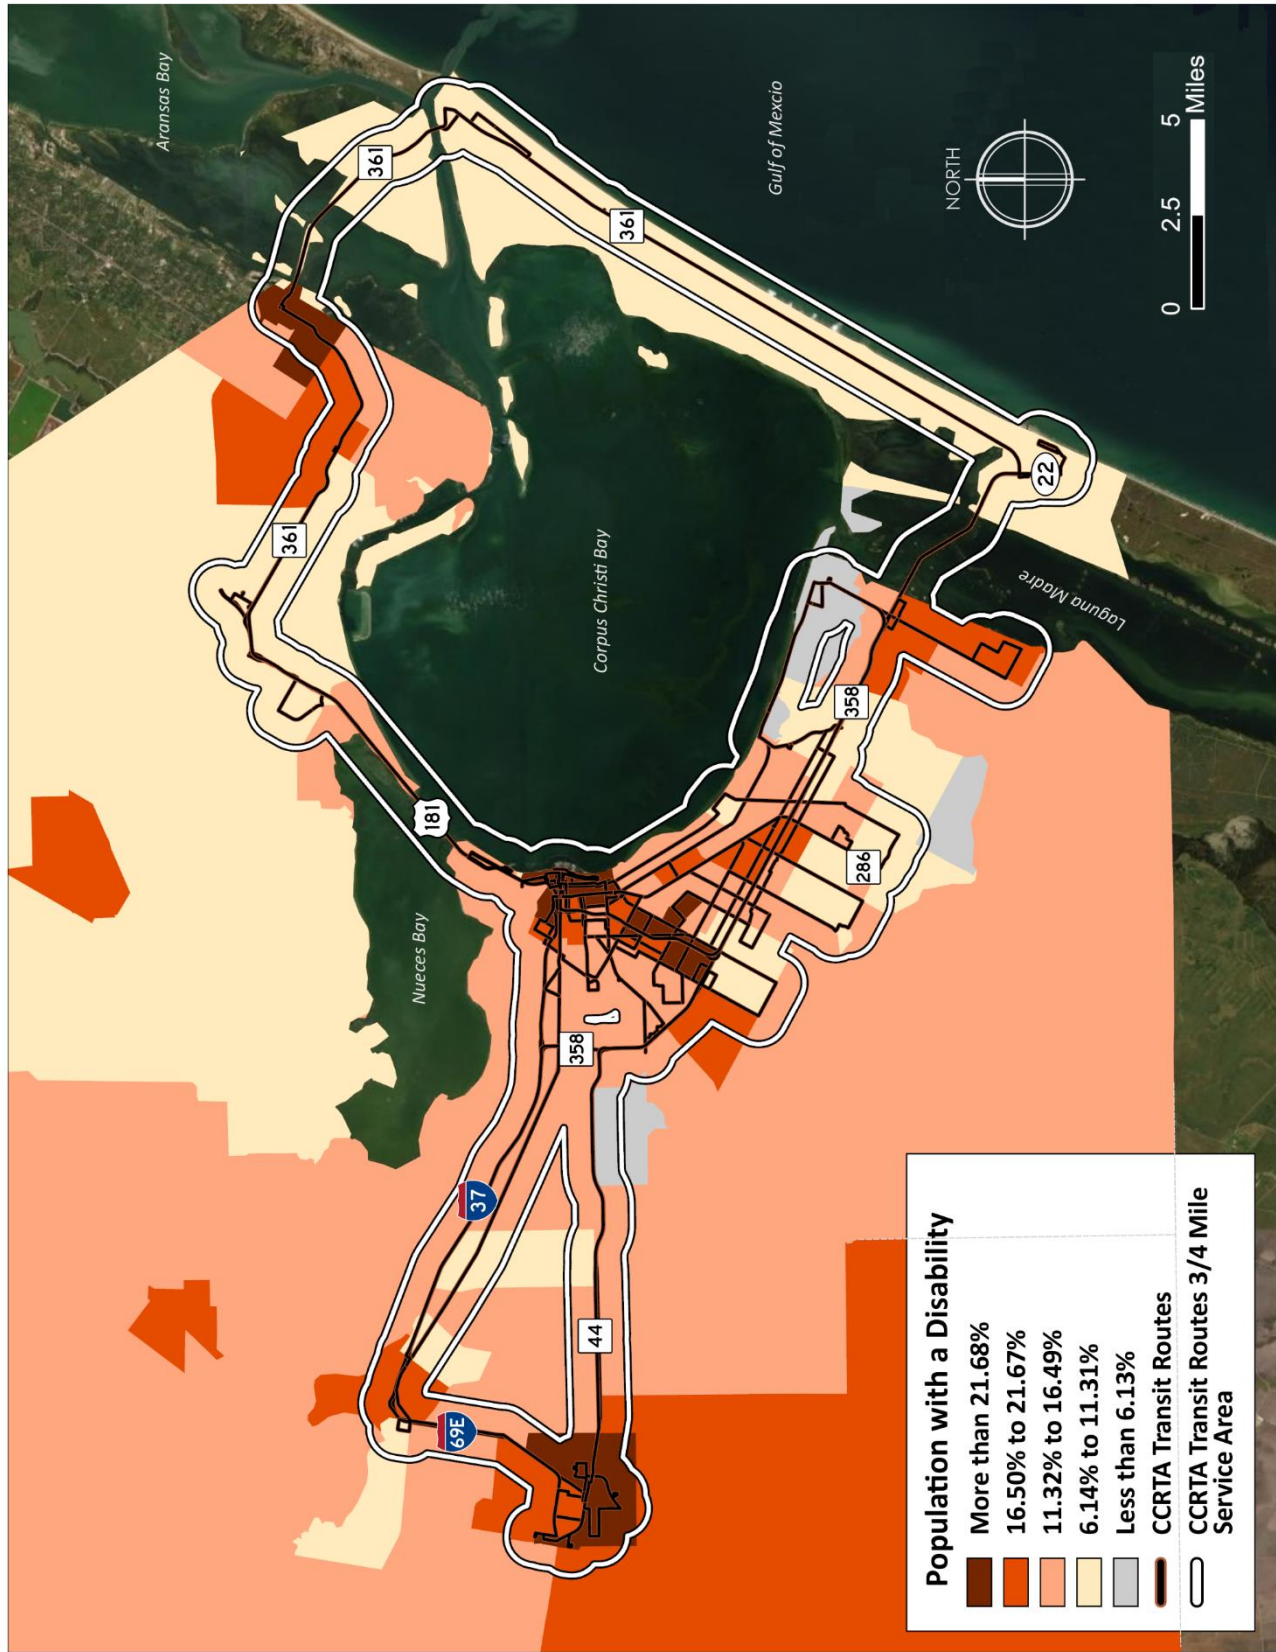 Aransas Bay
361
361
Gulf of Mexcio
NORTH
0 2.5 5 Miles
361
22
Corpus Christi Bay
Laguna Madre
181
358
286
Nueces Bay
358
37
44
69E
Population with a Disability
More than 21.68%
16.50% to 21.67%
11.32% to 16.49%
6.14% to 11.31%
Less than 6.13%
CCRTA Transit Routes
CCRTA Transit Routes 3/4 Mile
Service Area